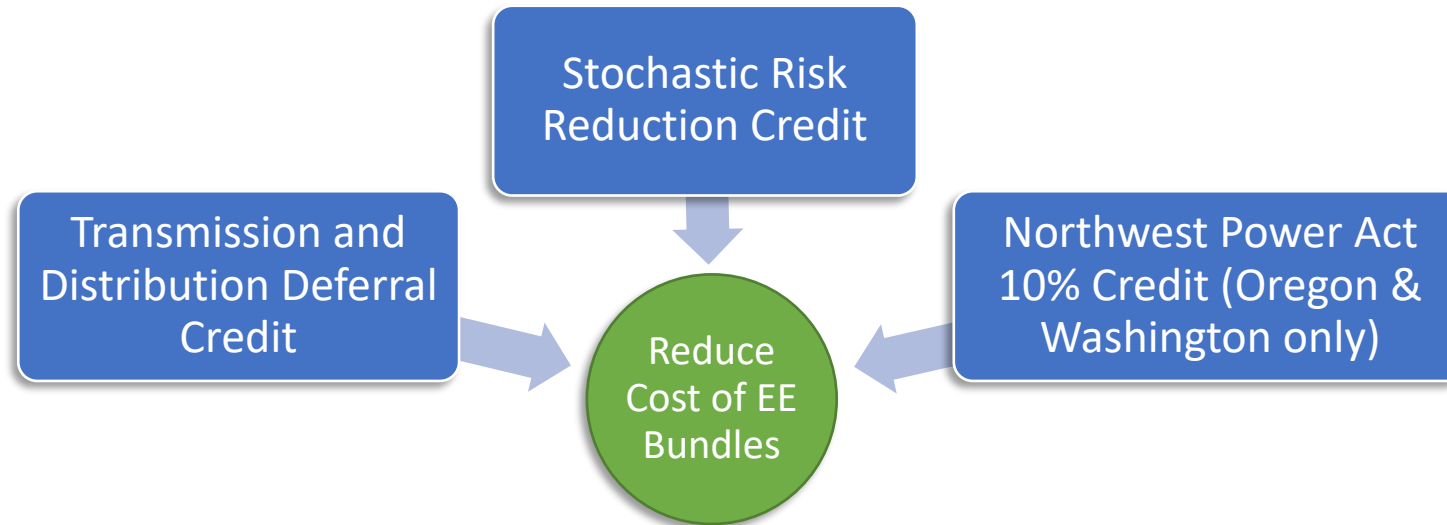 Stochastic Risk
Reduction Credit
Transmission and
Distribution Deferral
Credit
Northwest Power Act
10% Credit (Oregon &
Washington only)
Reduce
Cost of EE
Bundles